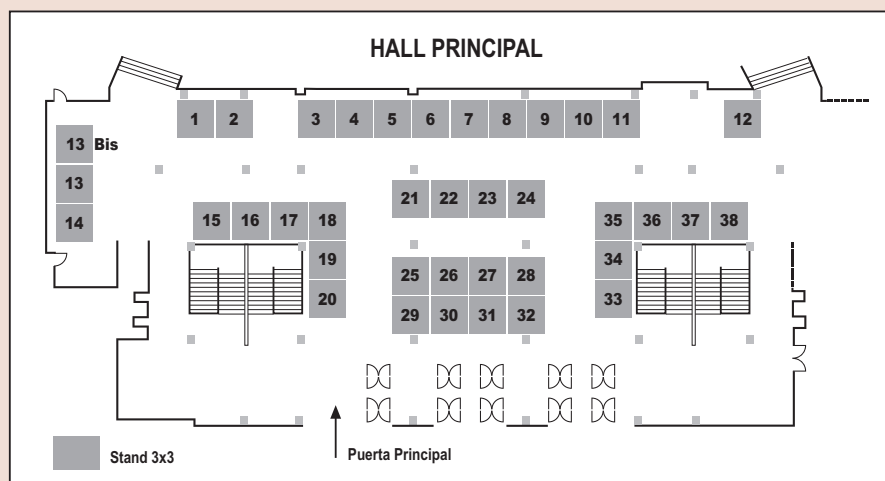 HALL PRINCIPAL
1 2 3 4 5 6 7 8 9 10 11 12
13 Bis
13
14
15 16 17 18
19
20
21 22 23 24
25 26 27 28
29 30 31 32
35 36 37 38
34
33
Stand 3x3
Puerta Principal